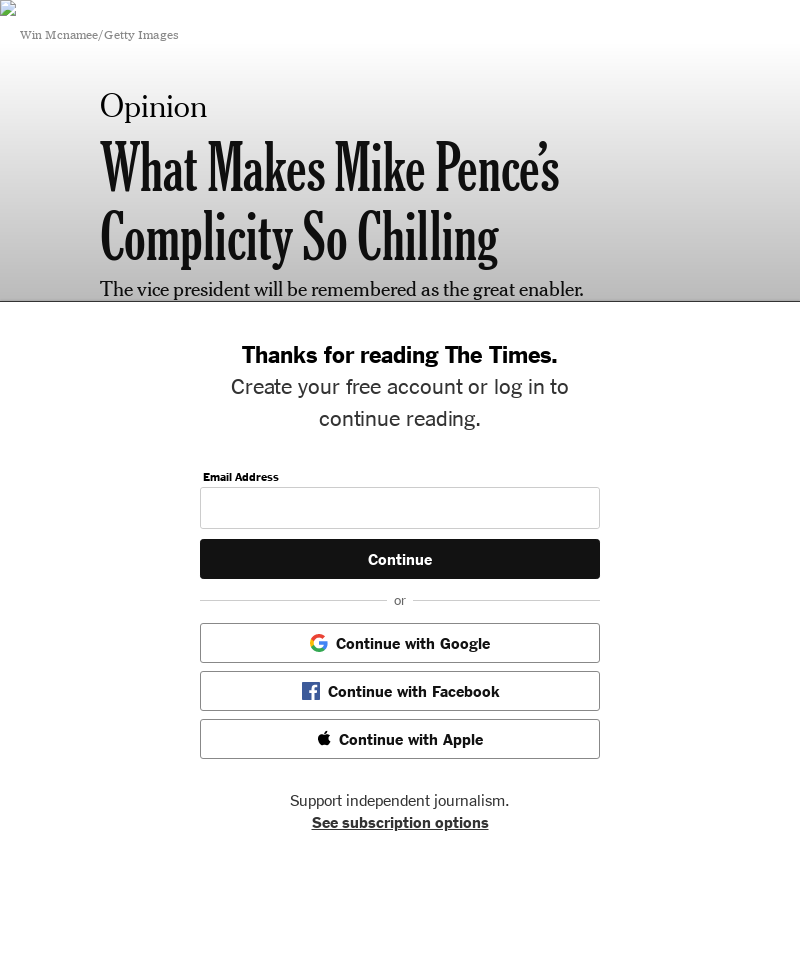 Win Mcnamee/Getty Images
Opinion
What Makes Mike Pence’s
Complicity So Chilling
The vice president will be remembered as the great enabler.
Thanks for reading The Times.
Create your free account or log in to
continue reading.
Email Address
Continue
or
Continue with Google
Continue with Facebook
Continue with Apple
Support independent journalism.
See subscription options